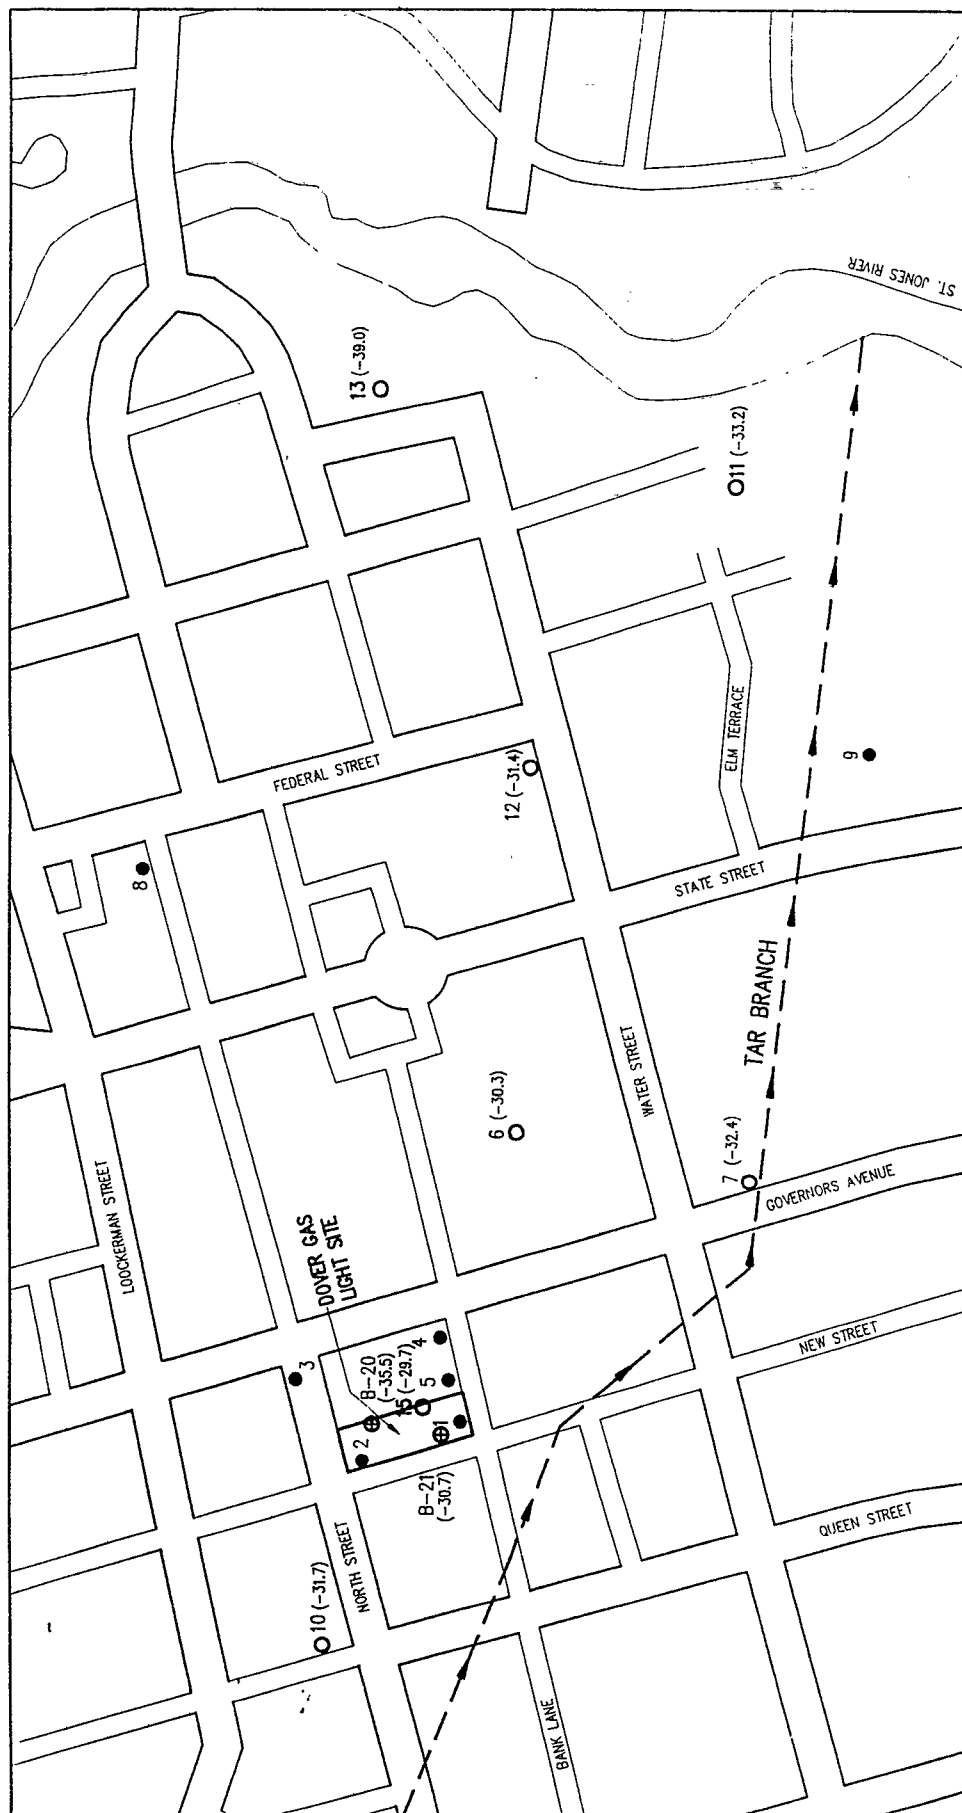 ST. JONES RIVER
13 (-39.0)
11 (-33.2)
9
ELM TERRACE
FEDERAL STREET
12 (-31.4)
8
STATE STREET
TAR BRANCH
WATER STREET
6 (-30.3)
7 (-32.4)
GOVERNORS AVENUE
LOOCKERMAN STREET
DOVER GAS
LIGHT SITE
NEW STREET
3
4
5
B-20
(-35.5)
15 (-29.7)
1
2
B-21
(-30.7)
QUEEN STREET
NORTH STREET
10 (-31.7)
BANK LANE